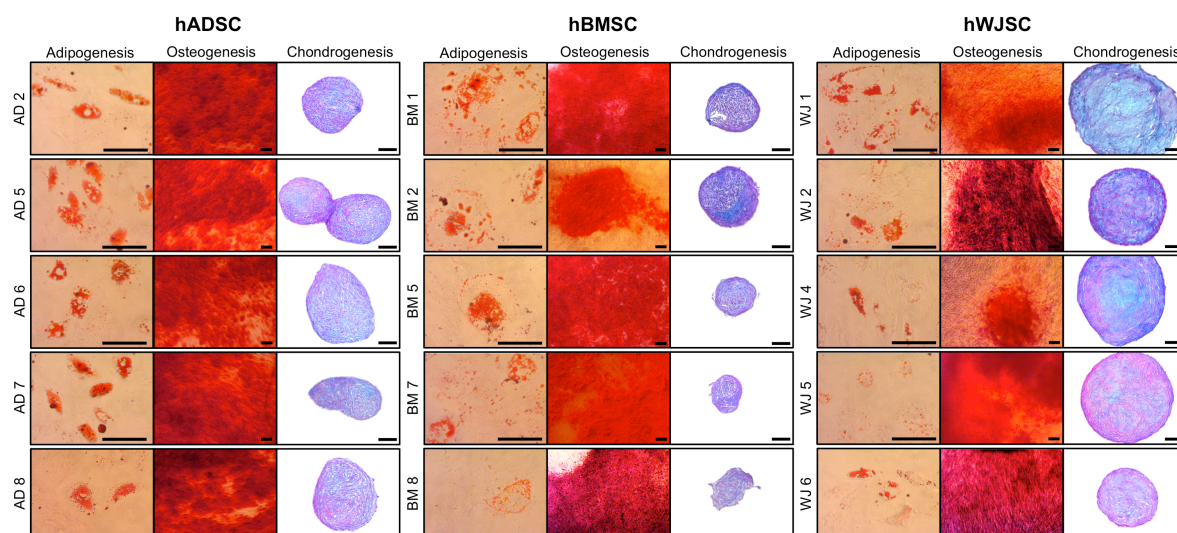 hADSC hBMSC hWJSC
Adipogenesis Osteogenesis Chondrogenesis Adipogenesis Osteogenesis Chondrogenesis Adipogenesis Osteogenesis Chondrogenesis
AD 2 BM 1 WJ 1
AD 5 BM 2 WJ 2
AD 6 BM 5 WJ 4
AD 7 BM 7 WJ 5
AD 8 BM 8 WJ 6